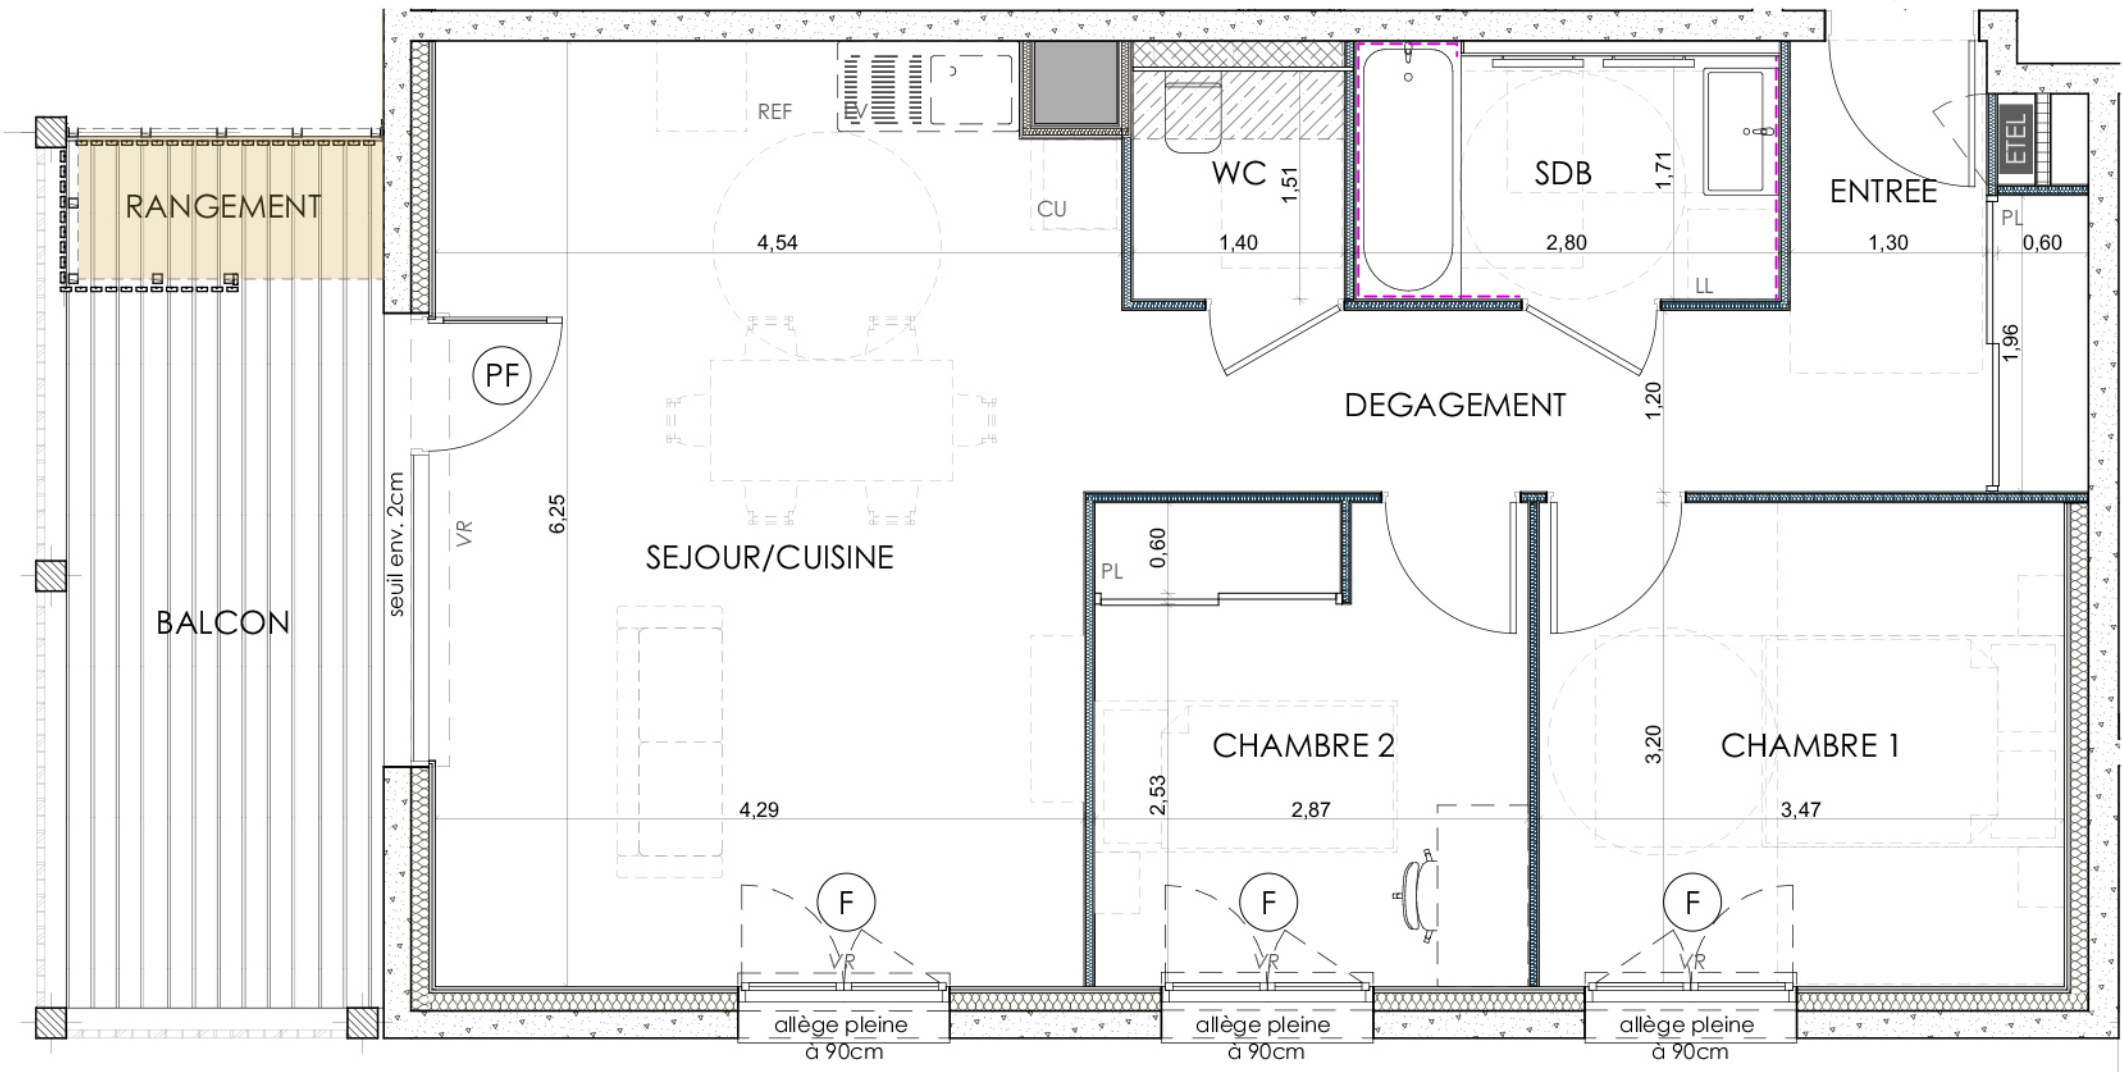 REF
EV
ETEL
WC
1,51
SDB
1,71
ENTREE
RANGEMENT
CU
PL
4,54
1,40
2,80
1,30
0,60
LL
1,96
PF
DEGAGEMENT
1,20
seuil env. 2cm
VR
6,25
SEJOUR/CUISINE
0,60
PL
BALCON
CHAMBRE 2
3,20
CHAMBRE 1
2,53
4,29
2,87
3,47
F
F
F
VR
VR
VR
allège pleine
à 90cm
allège pleine
à 90cm
allège pleine
à 90cm